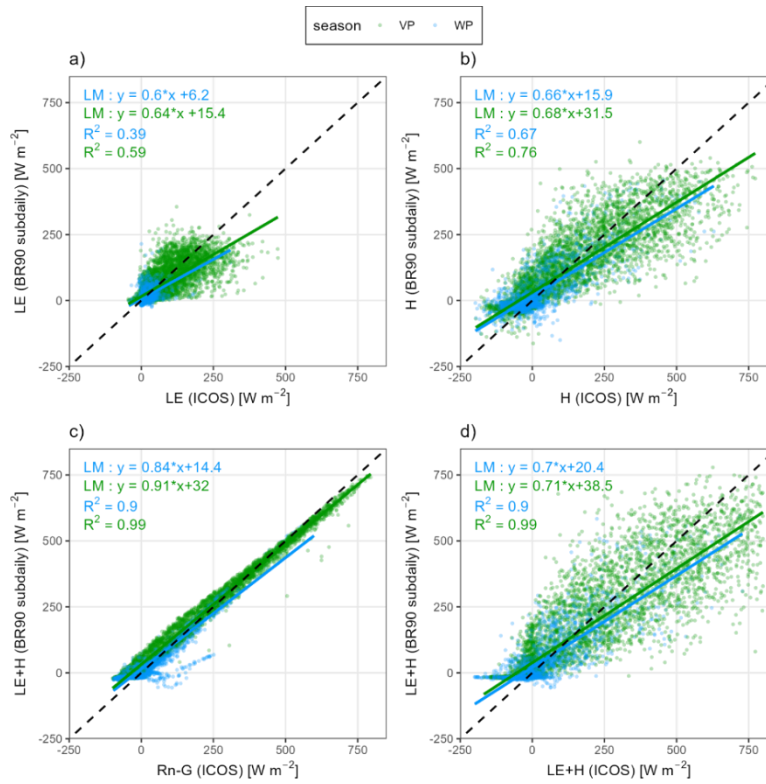 season VP WP
a)
LM : y = 0.6*x +6.2
LM : y = 0.64*x +15.4
R² = 0.39
R² = 0.59
750
500
250
0
-250
-250 0 250 500 750
LE (BR90 subdaily) [W m⁻²]
LE (ICOS) [W m⁻²]
b)
LM : y = 0.66*x+15.9
LM : y = 0.68*x+31.5
R² = 0.67
R² = 0.76
750
500
250
0
-250
-250 0 250 500 750
H (BR90 subdaily) [W m⁻²]
H (ICOS) [W m⁻²]
c)
LM : y = 0.84*x+14.4
LM : y = 0.91*x+32
R² = 0.9
R² = 0.99
750
500
250
0
-250
-250 0 250 500 750
LE+H (BR90 subdaily) [W m⁻²]
Rn-G (ICOS) [W m⁻²]
d)
LM : y = 0.7*x+20.4
LM : y = 0.71*x+38.5
R² = 0.9
R² = 0.99
750
500
250
0
-250
-250 0 250 500 750
LE+H (BR90 subdaily) [W m⁻²]
LE+H (ICOS) [W m⁻²]